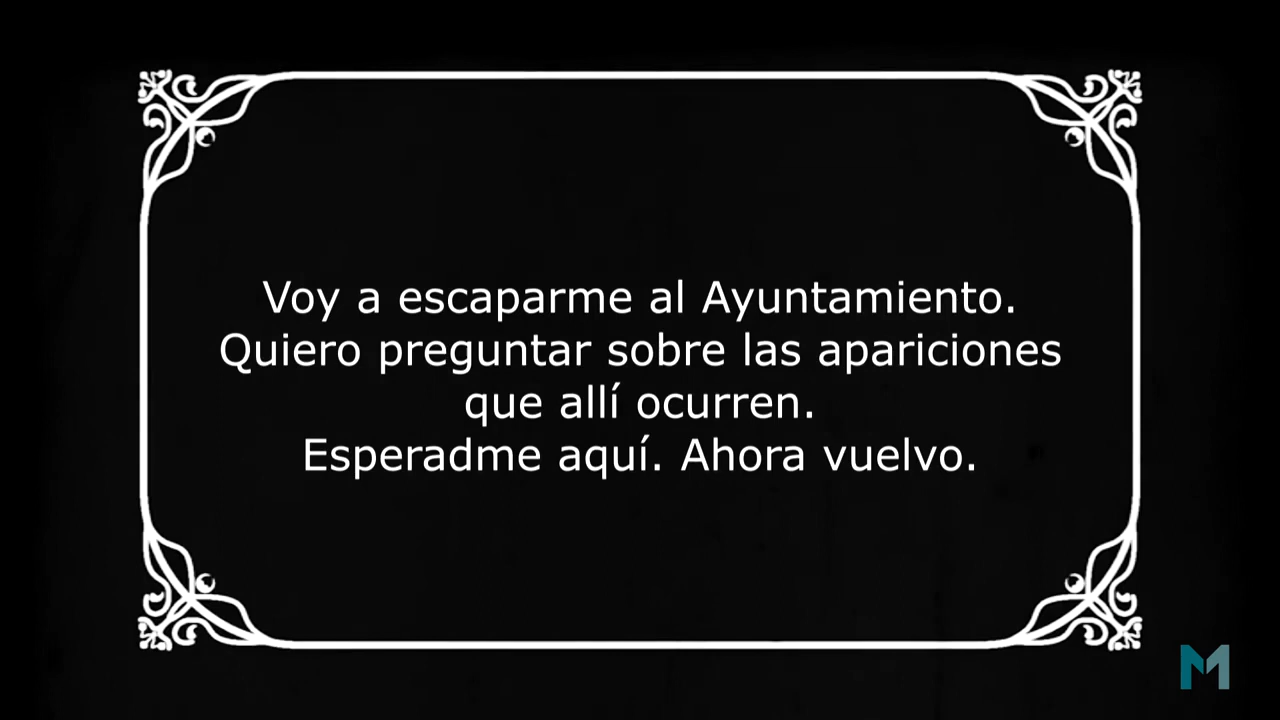 Voy a escaparme al Ayuntamiento.
Quiero preguntar sobre las apariciones
que allí ocurren.
Esperadme aquí. Ahora vuelvo.
M